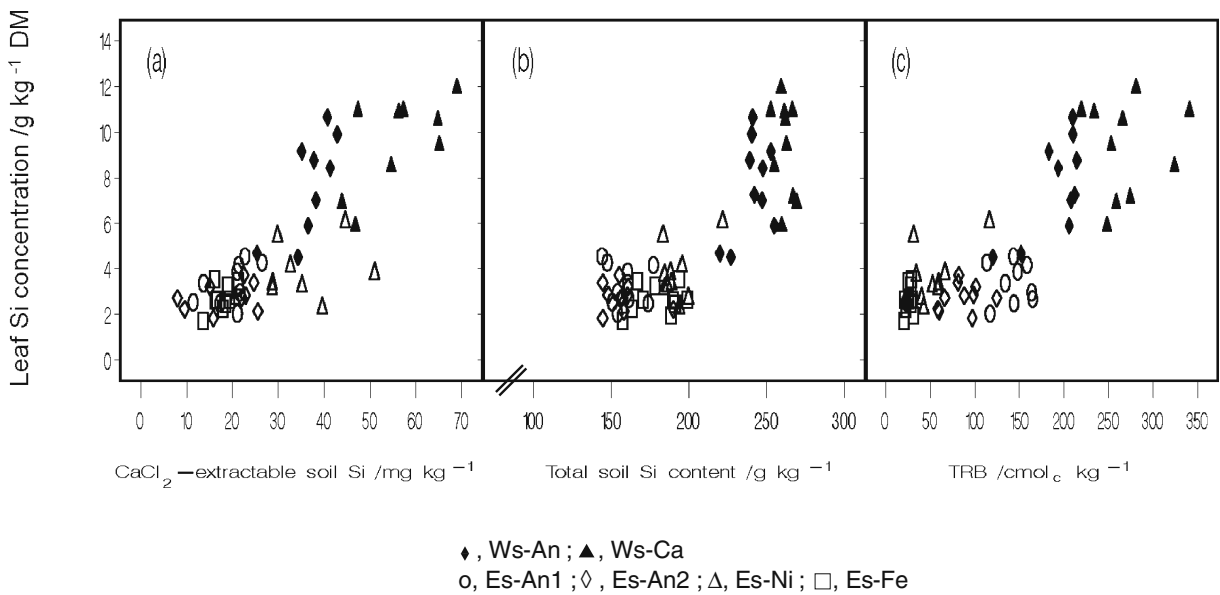 Leaf Si concentration /g kg⁻¹ DM
14
12
10
8
6
4
2
0
(a)
(b)
(c)
0 10 20 30 40 50 60 70
100 150 200 250 300
0 50 100 150 200 250 300 350
CaCl₂ —extractable soil Si /mg kg⁻¹
Total soil Si content /g kg⁻¹
TRB /cmol_c kg⁻¹
♦, Ws-An ; ▲, Ws-Ca
o, Es-An1 ; ◊, Es-An2 ; Δ, Es-Ni ; □, Es-Fe